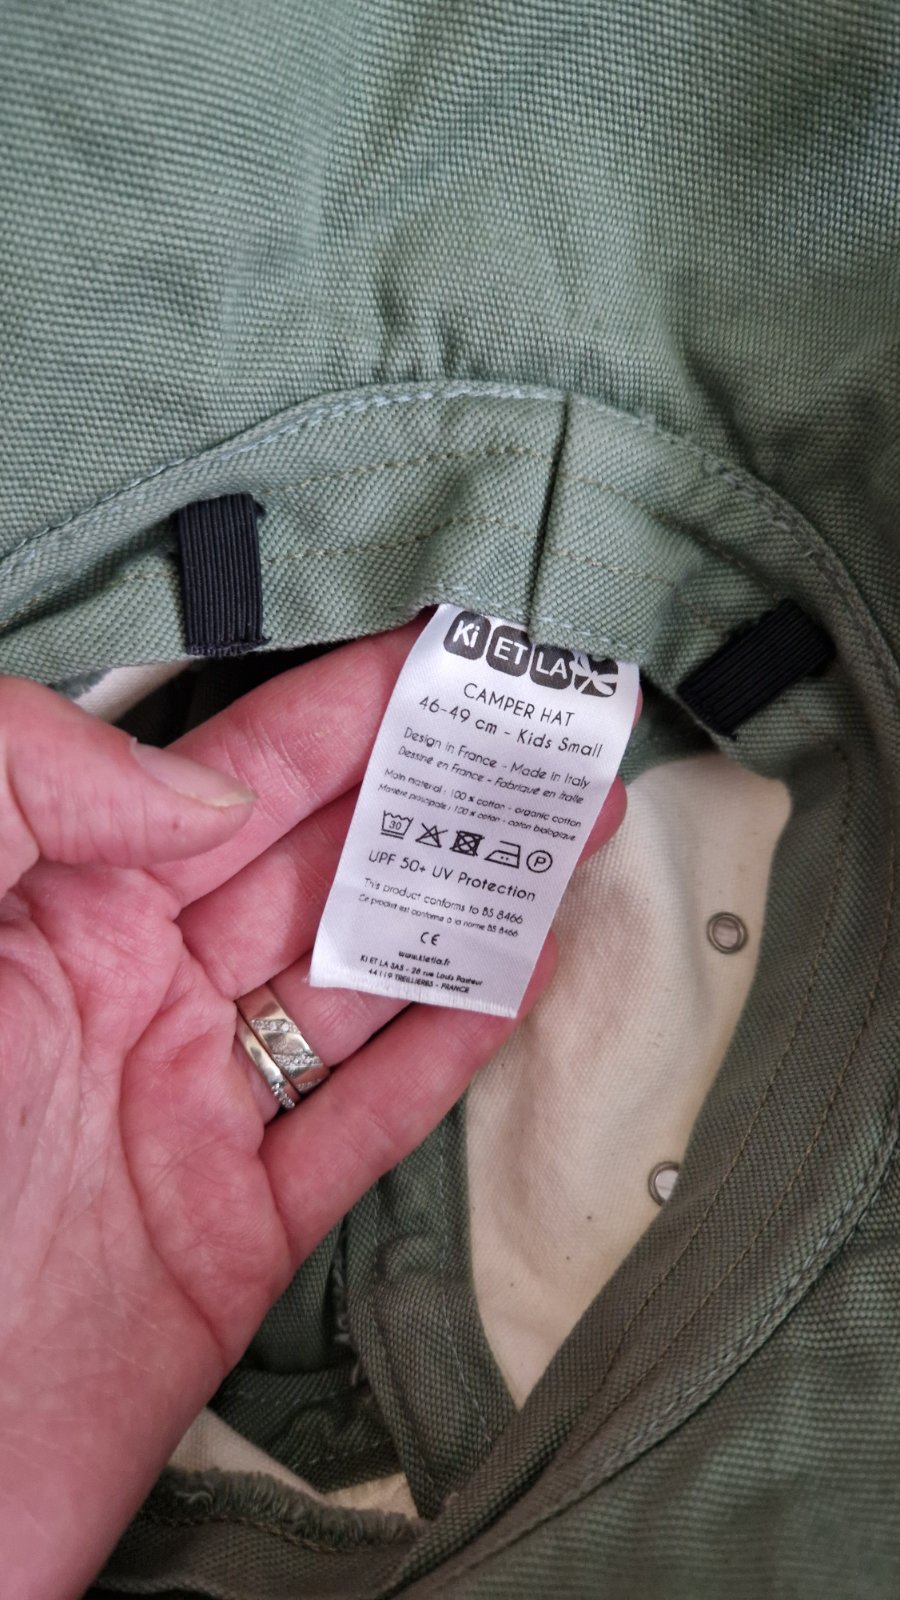 Ki ET LA
CAMPER HAT
46-49 cm - Kids Small
Design in France - Made in Italy
Dessiné en France - Fabriqué en Italie
Main material : 100 % cotton - organic cotton
Matière principale : 100 % coton - coton biologique
30 P
UPF 50+ UV Protection
This product conforms to BS 8466
Ce produit est conforme à la norme BS 8466
CE
www.kietla.fr
KI ET LA SAS - 28 rue Louis Pasteur
44119 TREILLIERES - FRANCE